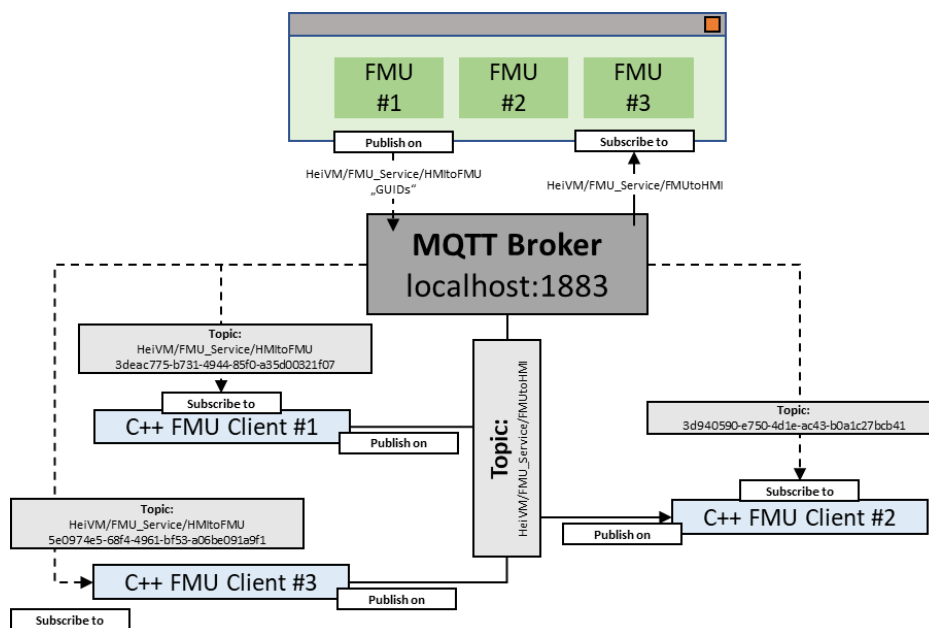 FMU
#1
FMU
#2
FMU
#3
Publish on
Subscribe to
HeiVM/FMU_Service/HMItoFMU
„GUIDs“
HeiVM/FMU_Service/FMUtoHMI
MQTT Broker
localhost:1883
Topic:
HeiVM/FMU_Service/HMItoFMU
3deac775-b731-4944-85f0-a35d00321f07
Subscribe to
C++ FMU Client #1
Publish on
Topic:
HeiVM/FMU_Service/FMUtoHMI
Topic:
3d940590-e750-4d1e-ac43-b0a1c27bcb41
Subscribe to
C++ FMU Client #2
Publish on
Topic:
HeiVM/FMU_Service/HMItoFMU
5e0974e5-68f4-4961-bf53-a06be091a9f1
C++ FMU Client #3
Publish on
Subscribe to